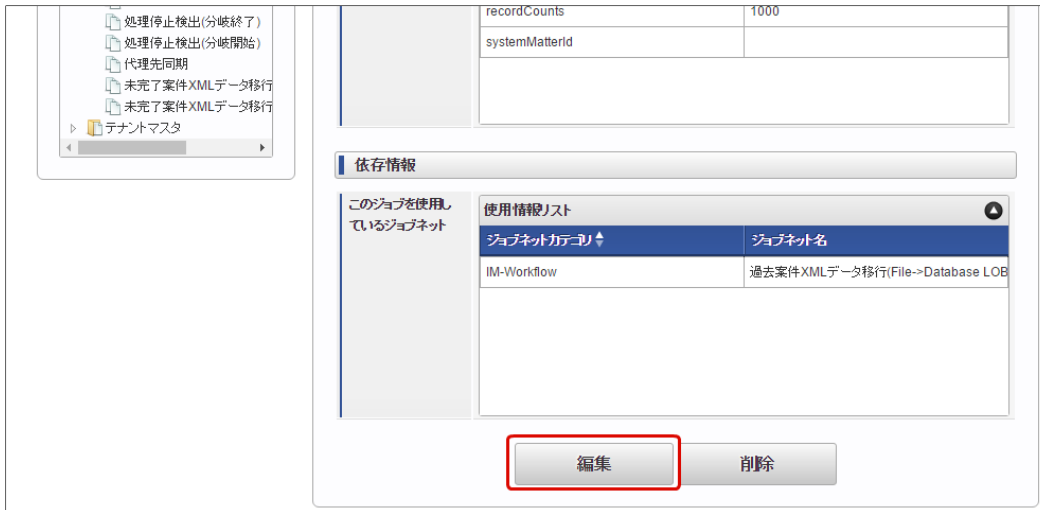 処理停止検出(分岐終了)
処理停止検出(分岐開始)
代理先同期
未完了案件XMLデータ移行
未完了案件XMLデータ移行
テナントマスタ
recordCounts 1000
systemMatterId
依存情報
このジョブを使用し
ているジョブネット
使用情報リスト
ジョブネットカテゴリ ジョブネット名
IM-Workflow 過去案件XMLデータ移行(File->Database LOB
編集 削除